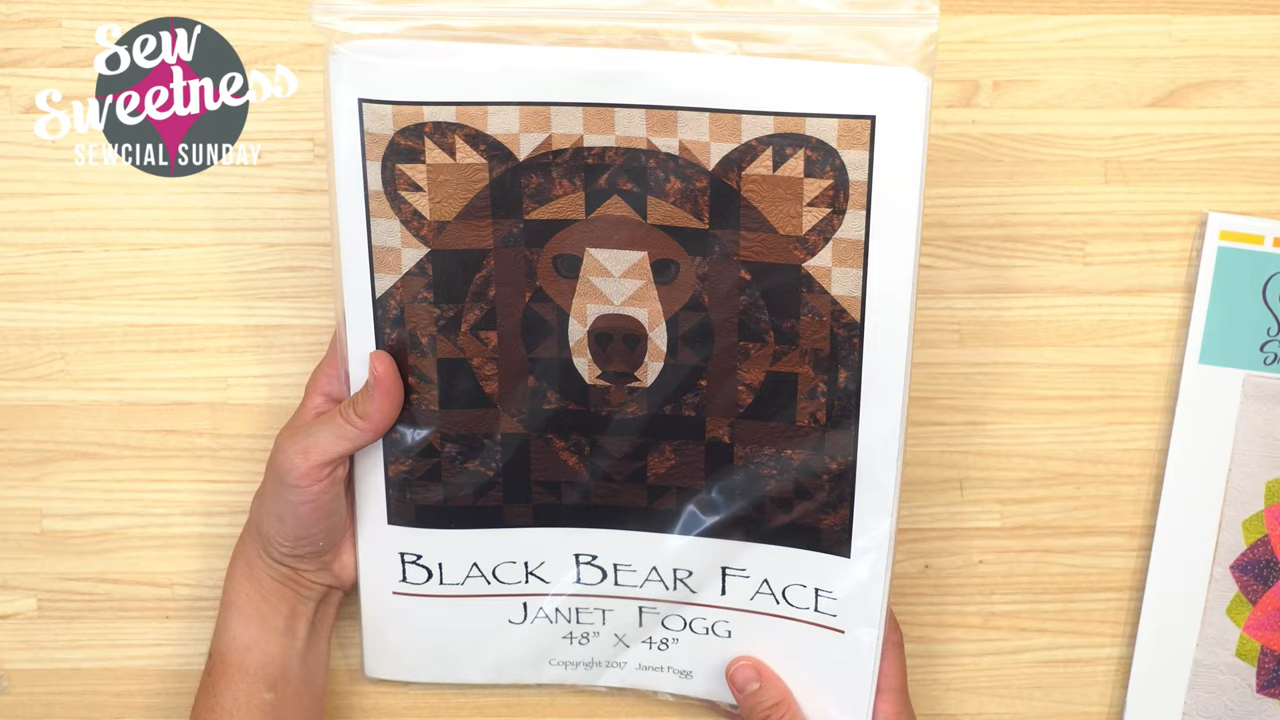 Sew
Sweetness
SEWCIAL SUNDAY
BLACK BEAR FACE
JANET FOGG
48" X 48"
Copyright 2017 Janet Fogg